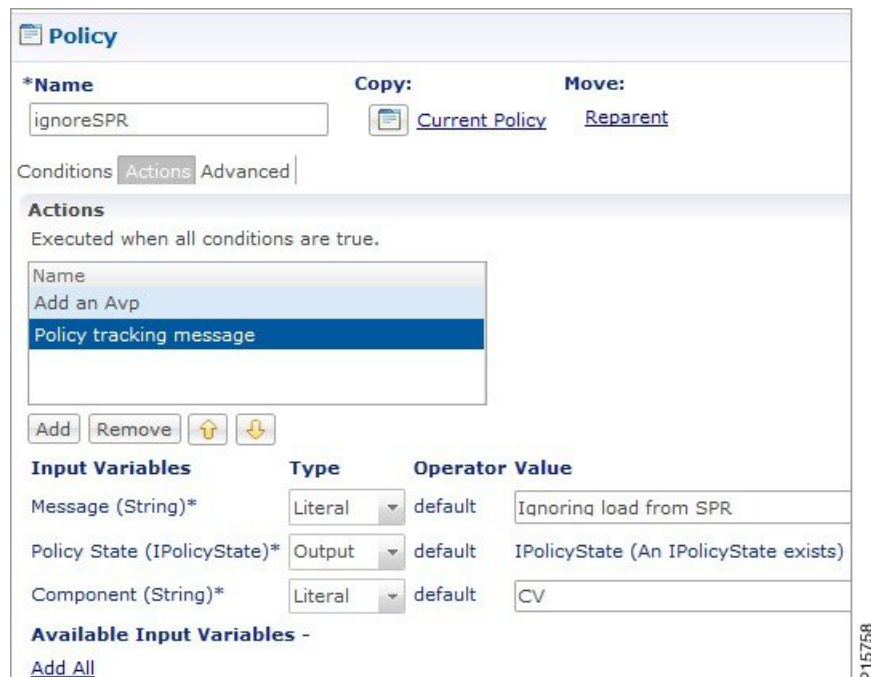 Policy
*Name Copy: Move:
ignoreSPR Current Policy Reparent
Conditions Actions Advanced
Actions
Executed when all conditions are true.
Name
Add an Avp
Policy tracking message
Add Remove
Input Variables Type Operator Value
Message (String)* Literal default Ignoring load from SPR
Policy State (IPolicyState)* Output default IPolicyState (An IPolicyState exists)
Component (String)* Literal default CV
Available Input Variables -
Add All